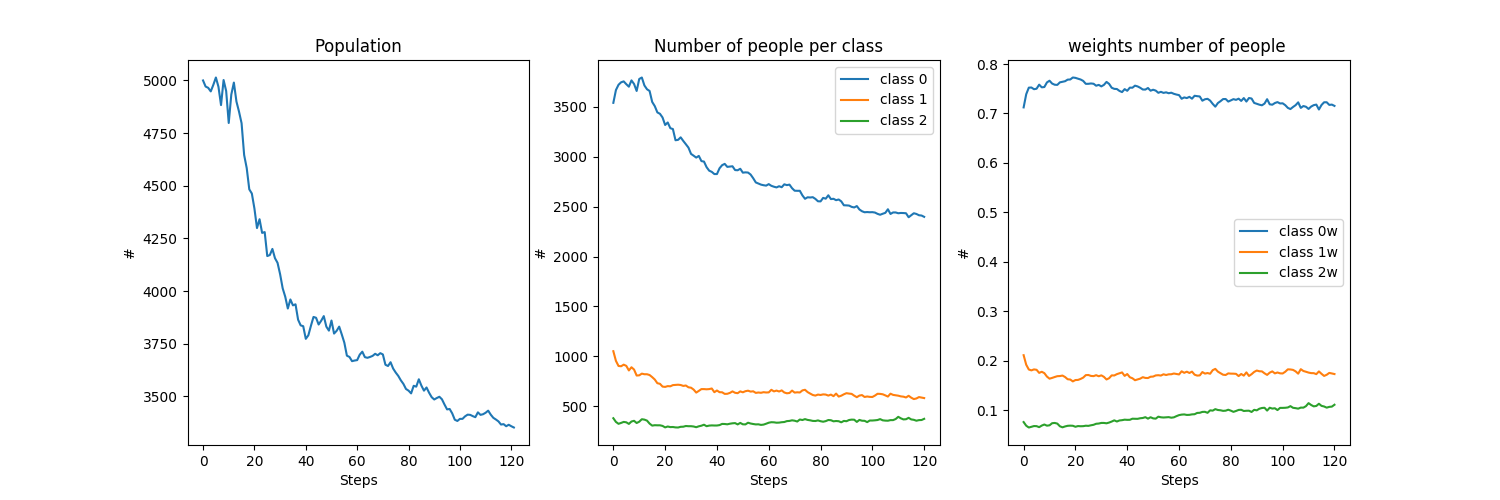 Population
#
5000
4750
4500
4250
4000
3750
3500
0 20 40 60 80 100 120
Steps
Number of people per class
#
3500
3000
2500
2000
1500
1000
500
0 20 40 60 80 100 120
Steps
class 0
class 1
class 2
weights number of people
#
0.8
0.7
0.6
0.5
0.4
0.3
0.2
0.1
0 20 40 60 80 100 120
Steps
class 0w
class 1w
class 2w